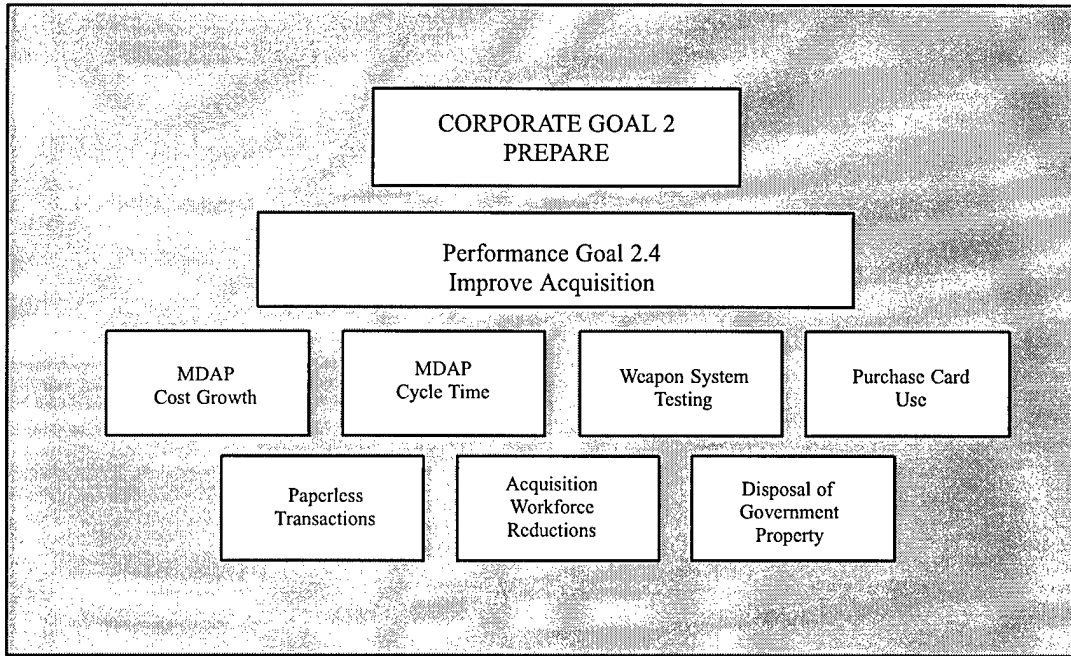 CORPORATE GOAL 2
PREPARE
Performance Goal 2.4
Improve Acquisition
MDAP
Cost Growth
MDAP
Cycle Time
Weapon System
Testing
Purchase Card
Use
Paperless
Transactions
Acquisition
Workforce
Reductions
Disposal of
Government
Property